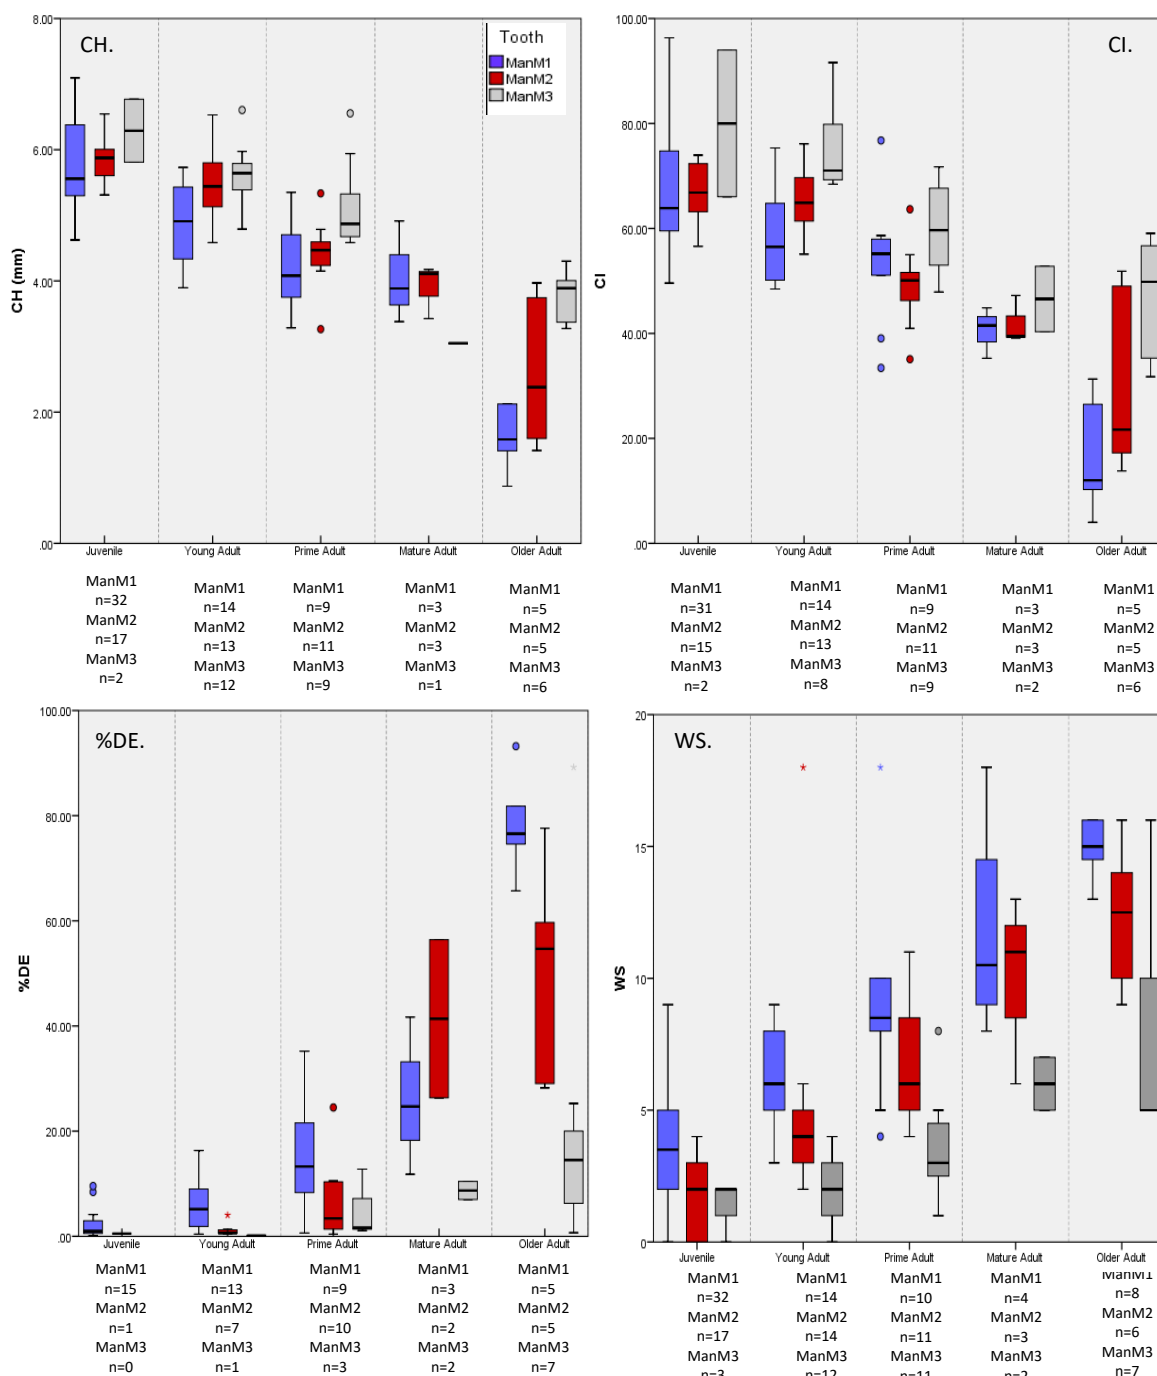 CH.
Tooth
ManM1
ManM2
ManM3
CH (mm)
8.00
6.00
4.00
2.00
.00
Juvenile Young Adult Prime Adult Mature Adult Older Adult
ManM1 ManM1 ManM1 ManM1 ManM1
n=32 n=14 n=9 n=3 n=5
ManM2 ManM2 ManM2 ManM2 ManM2
n=17 n=13 n=11 n=3 n=5
ManM3 ManM3 ManM3 ManM3 ManM3
n=2 n=12 n=9 n=1 n=6
CI.
CI
100.00
80.00
60.00
40.00
20.00
.00
Juvenile Young Adult Prime Adult Mature Adult Older Adult
ManM1 ManM1 ManM1 ManM1 ManM1
n=31 n=14 n=9 n=3 n=5
ManM2 ManM2 ManM2 ManM2 ManM2
n=15 n=13 n=11 n=3 n=5
ManM3 ManM3 ManM3 ManM3 ManM3
n=2 n=8 n=9 n=2 n=6
%DE.
%DE
100.00
80.00
60.00
40.00
20.00
.00
Juvenile Young Adult Prime Adult Mature Adult Older Adult
ManM1 ManM1 ManM1 ManM1 ManM1
n=15 n=13 n=9 n=3 n=5
ManM2 ManM2 ManM2 ManM2 ManM2
n=1 n=7 n=10 n=2 n=5
ManM3 ManM3 ManM3 ManM3 ManM3
n=0 n=1 n=3 n=2 n=7
WS.
WS
20
15
10
5
0
Juvenile Young Adult Prime Adult Mature Adult Older Adult
ManM1 ManM1 ManM1 ManM1 ManM1
n=32 n=14 n=10 n=4 n=8
ManM2 ManM2 ManM2 ManM2 ManM2
n=17 n=14 n=11 n=3 n=6
ManM3 ManM3 ManM3 ManM3 ManM3
n=3 n=12 n=11 n=2 n=7